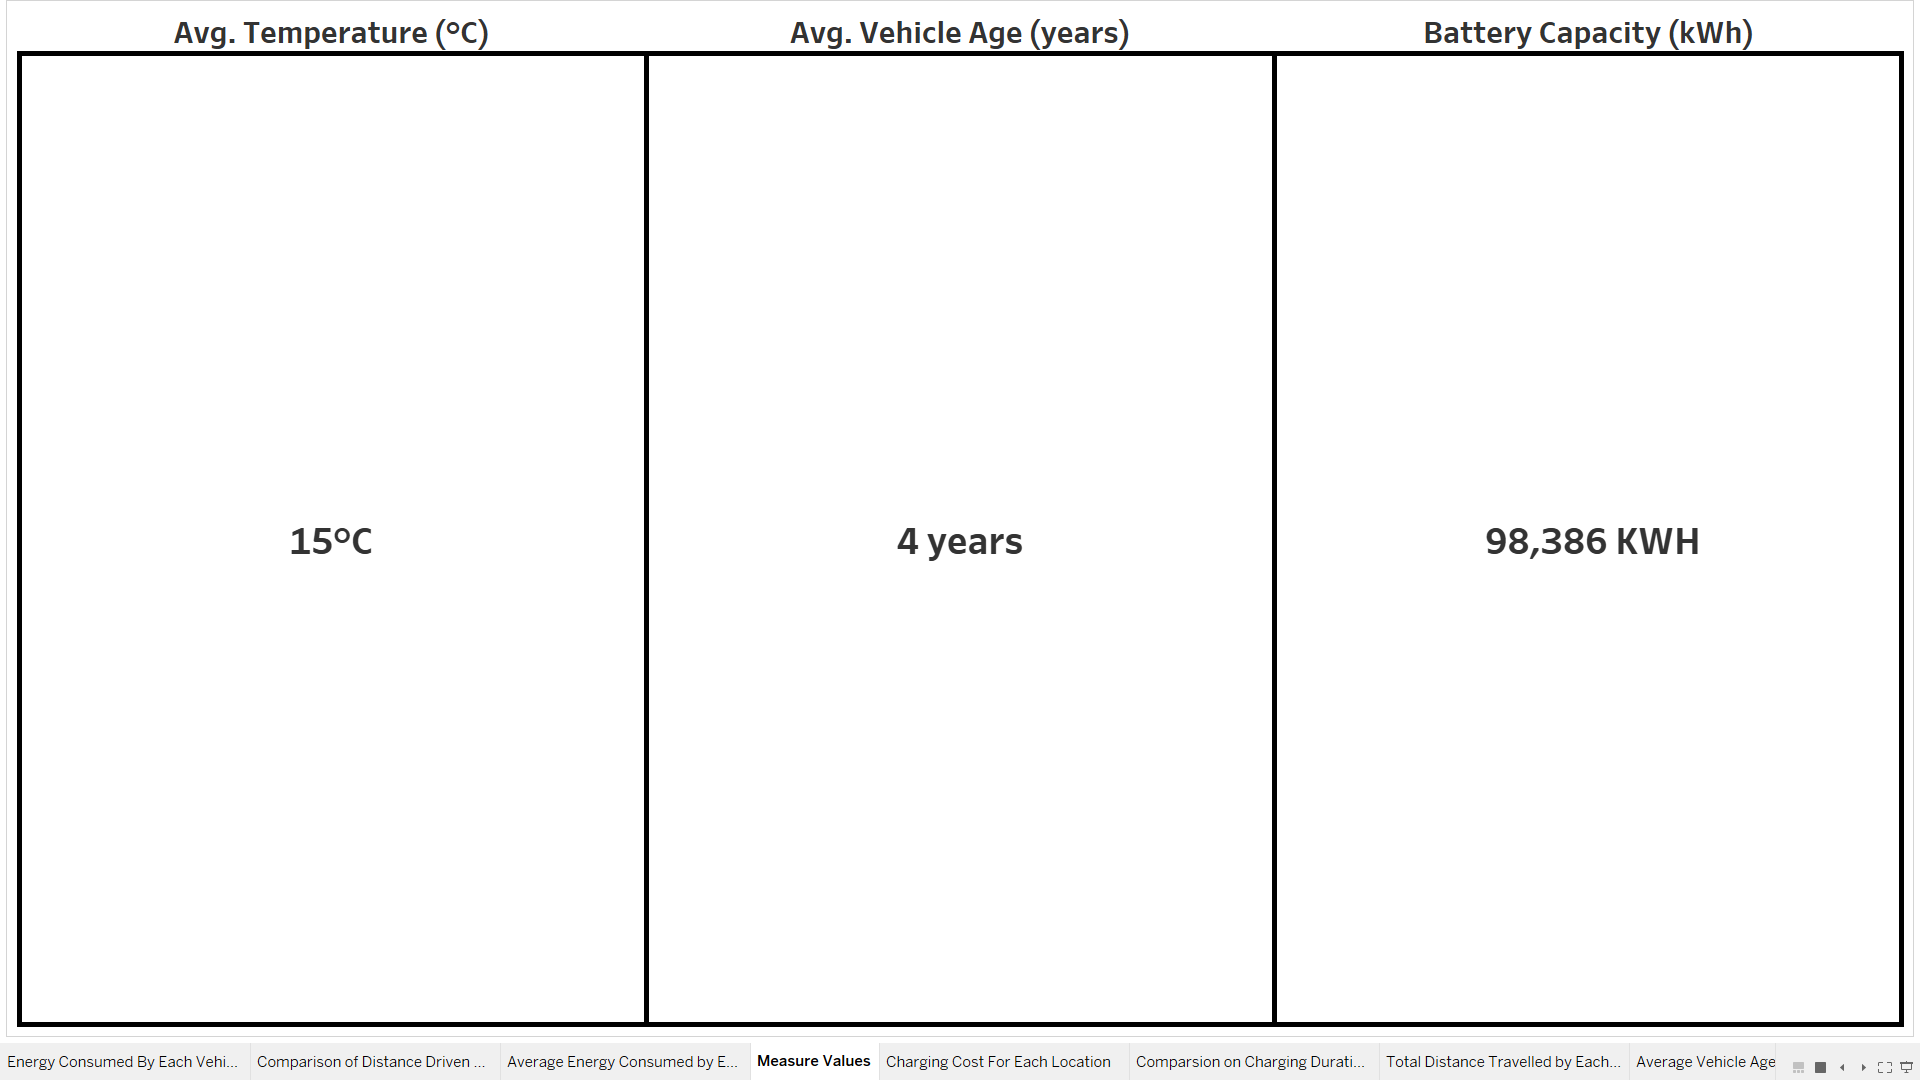 Avg. Temperature (°C) Avg. Vehicle Age (years) Battery Capacity (kWh)
15°C 4 years 98,386 KWH
Energy Consumed By Each Vehi... Comparison of Distance Driven ... Average Energy Consumed by E... Measure Values Charging Cost For Each Location Comparsion on Charging Durati... Total Distance Travelled by Each... Average Vehicle Age